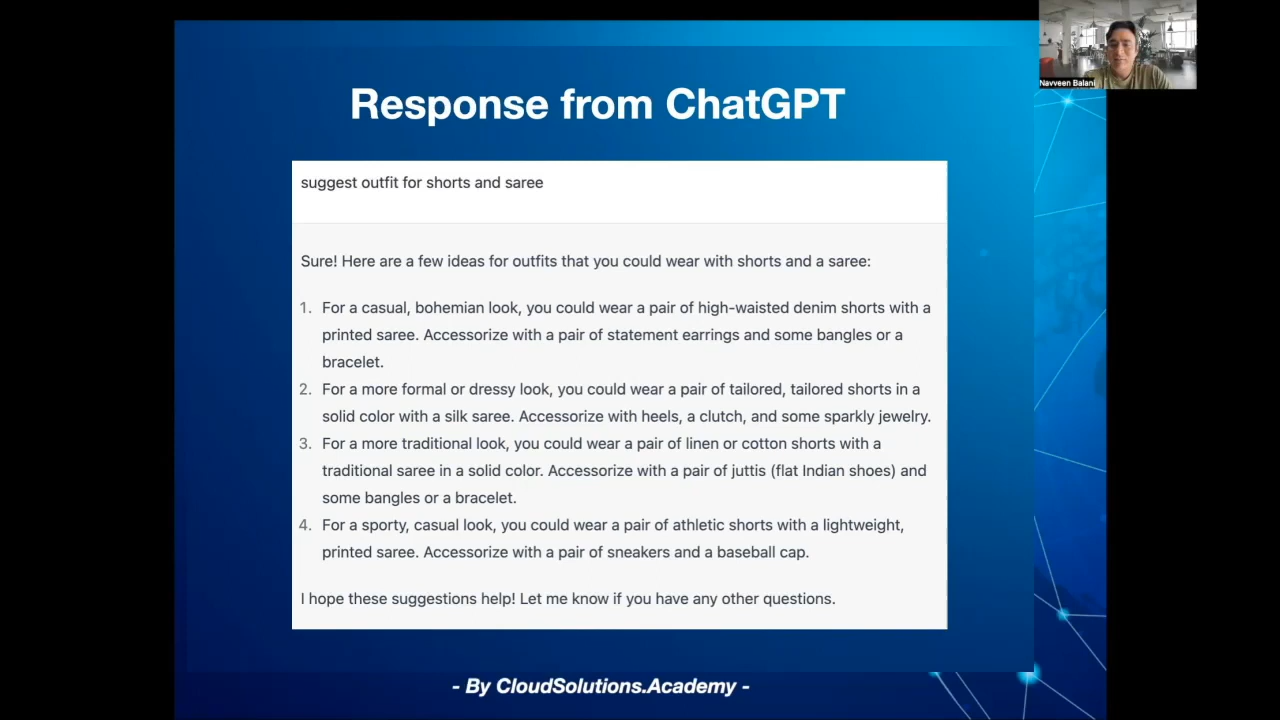 Response from ChatGPT
Navveen Balani
suggest outfit for shorts and saree
Sure! Here are a few ideas for outfits that you could wear with shorts and a saree:
1. For a casual, bohemian look, you could wear a pair of high-waisted denim shorts with a
printed saree. Accessorize with a pair of statement earrings and some bangles or a
bracelet.
2. For a more formal or dressy look, you could wear a pair of tailored, tailored shorts in a
solid color with a silk saree. Accessorize with heels, a clutch, and some sparkly jewelry.
3. For a more traditional look, you could wear a pair of linen or cotton shorts with a
traditional saree in a solid color. Accessorize with a pair of juttis (flat Indian shoes) and
some bangles or a bracelet.
4. For a sporty, casual look, you could wear a pair of athletic shorts with a lightweight,
printed saree. Accessorize with a pair of sneakers and a baseball cap.
I hope these suggestions help! Let me know if you have any other questions.
- By CloudSolutions.Academy -